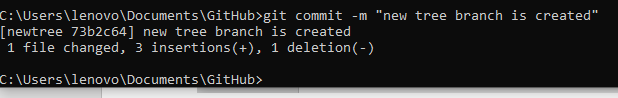 C:\Users\lenovo\Documents\GitHub>git commit -m "new tree branch is created"
[newtree 73b2c64] new tree branch is created
 1 file changed, 3 insertions(+), 1 deletion(-)
C:\Users\lenovo\Documents\GitHub>